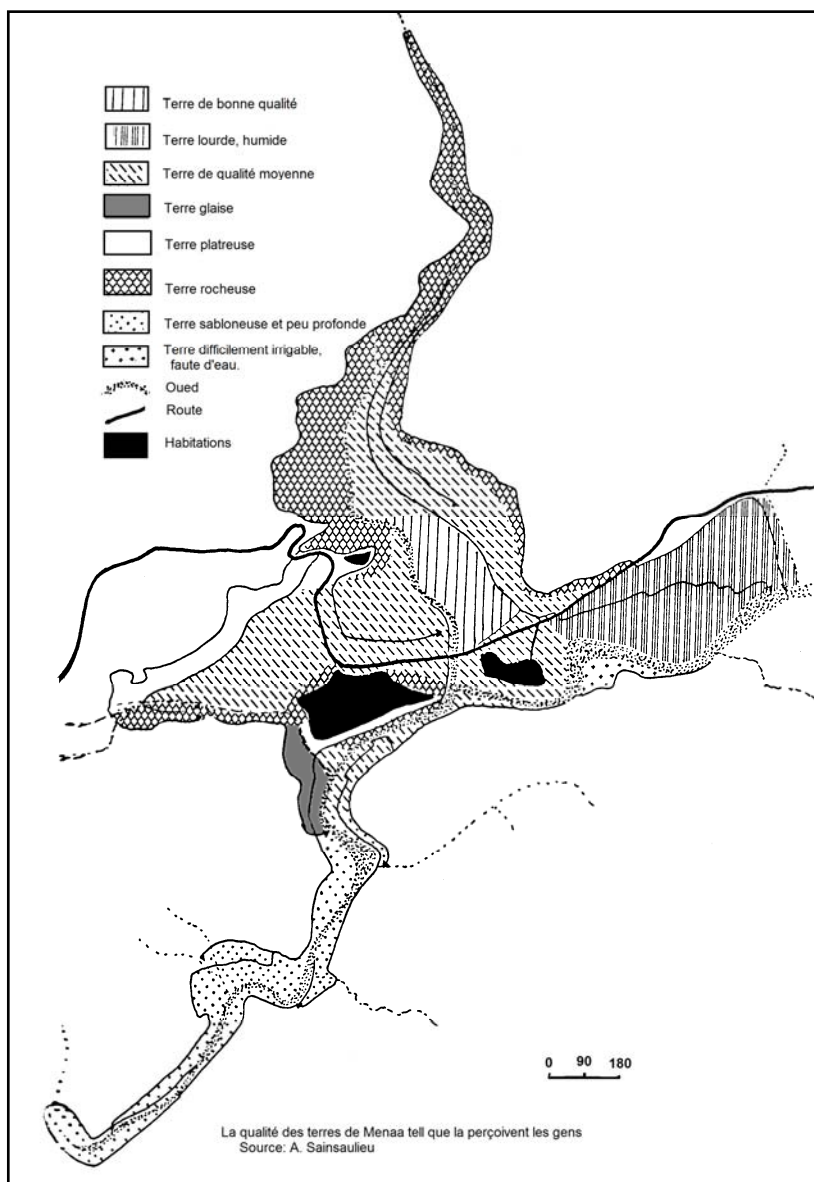 Terre de bonne qualité
Terre lourde, humide
Terre de qualité moyenne
Terre glaise
Terre platreuse
Terre rocheuse
Terre sabloneuse et peu profonde
Terre difficilement irrigable,
faute d'eau.
Oued
Route
Habitations
0 90 180
La qualité des terres de Menaa tell que la perçoivent les gens
Source: A. Sainsaulieu